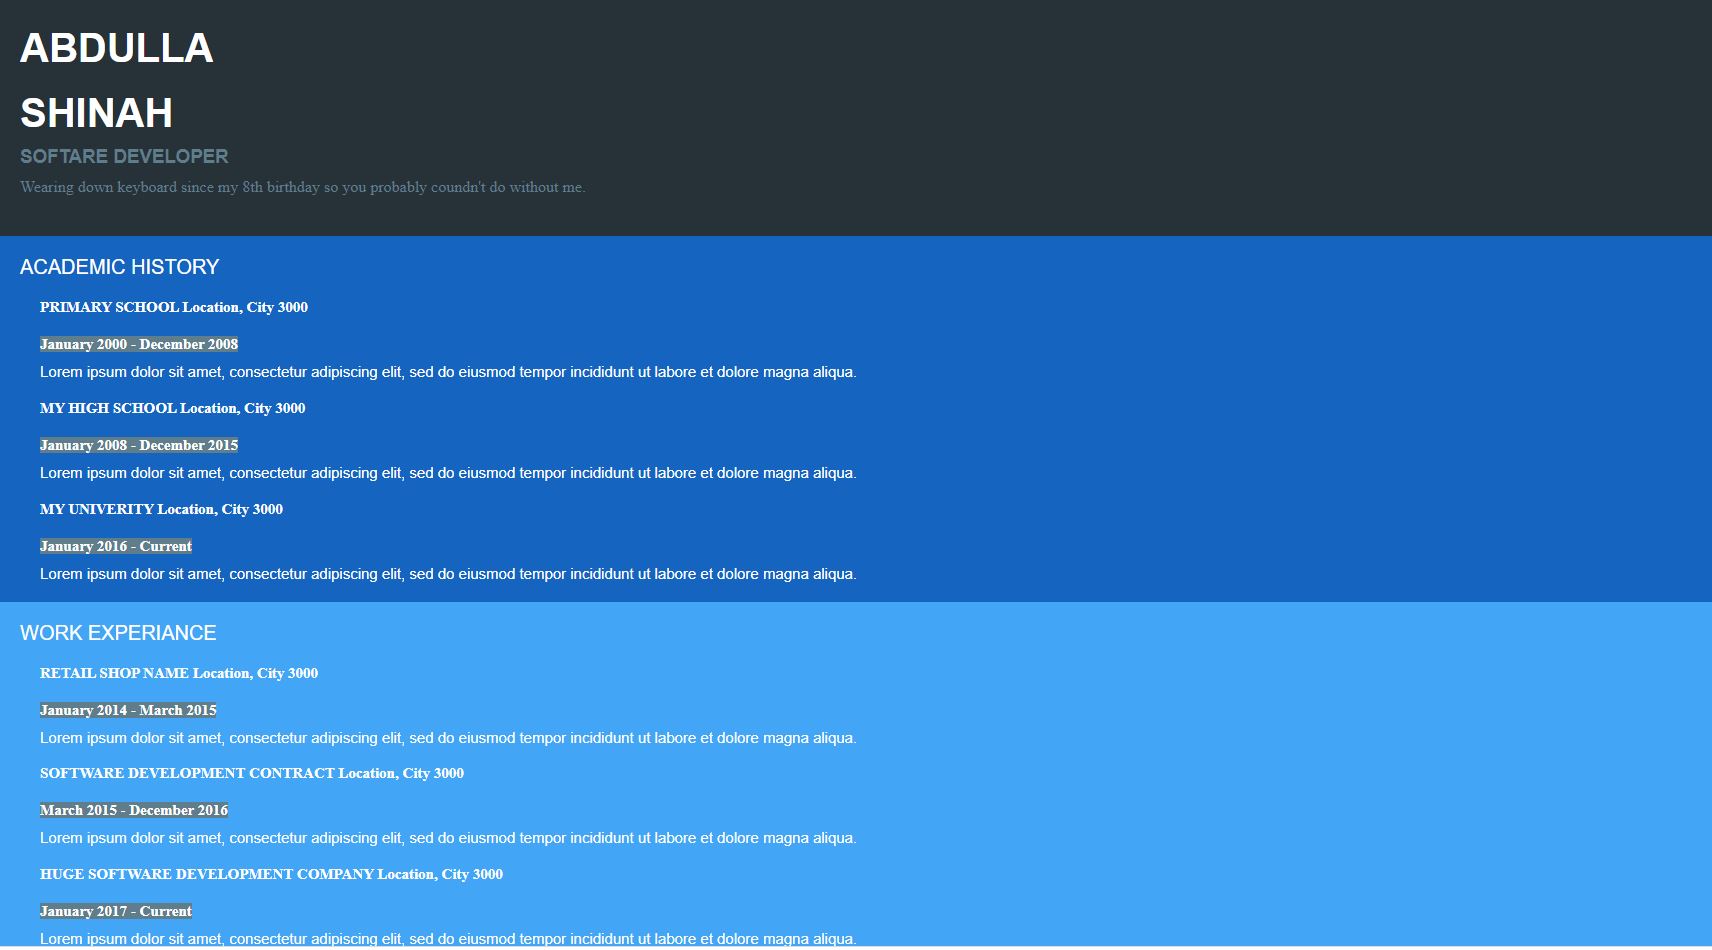 ABDULLA
SHINAH
SOFTARE DEVELOPER
Wearing down keyboard since my 8th birthday so you probably coundn't do without me.
ACADEMIC HISTORY
PRIMARY SCHOOL Location, City 3000
January 2000 - December 2008
Lorem ipsum dolor sit amet, consectetur adipiscing elit, sed do eiusmod tempor incididunt ut labore et dolore magna aliqua.
MY HIGH SCHOOL Location, City 3000
January 2008 - December 2015
Lorem ipsum dolor sit amet, consectetur adipiscing elit, sed do eiusmod tempor incididunt ut labore et dolore magna aliqua.
MY UNIVERITY Location, City 3000
January 2016 - Current
Lorem ipsum dolor sit amet, consectetur adipiscing elit, sed do eiusmod tempor incididunt ut labore et dolore magna aliqua.
WORK EXPERIANCE
RETAIL SHOP NAME Location, City 3000
January 2014 - March 2015
Lorem ipsum dolor sit amet, consectetur adipiscing elit, sed do eiusmod tempor incididunt ut labore et dolore magna aliqua.
SOFTWARE DEVELOPMENT CONTRACT Location, City 3000
March 2015 - December 2016
Lorem ipsum dolor sit amet, consectetur adipiscing elit, sed do eiusmod tempor incididunt ut labore et dolore magna aliqua.
HUGE SOFTWARE DEVELOPMENT COMPANY Location, City 3000
January 2017 - Current
Lorem ipsum dolor sit amet, consectetur adipiscing elit, sed do eiusmod tempor incididunt ut labore et dolore magna aliqua.